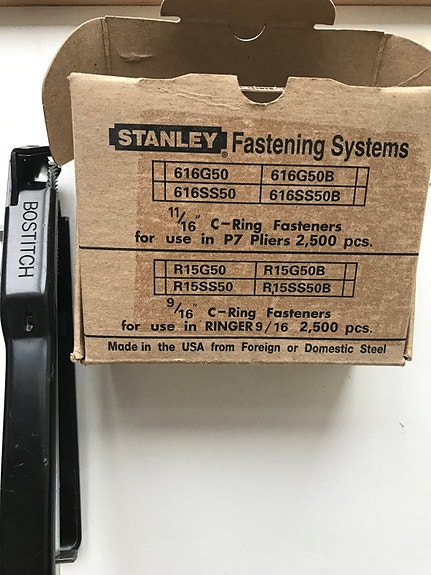 STANLEY® Fastening Systems
616G50 616G50B
616SS50 616SS50B
11/16" C-Ring Fasteners
for use in P7 Pliers 2,500 pcs.
R15G50 R15G50B
R15SS50 R15SS50B
9/16" C-Ring Fasteners
for use in RINGER 9/16 2,500 pcs.
Made in the USA from Foreign or Domestic Steel
BOSTITCH